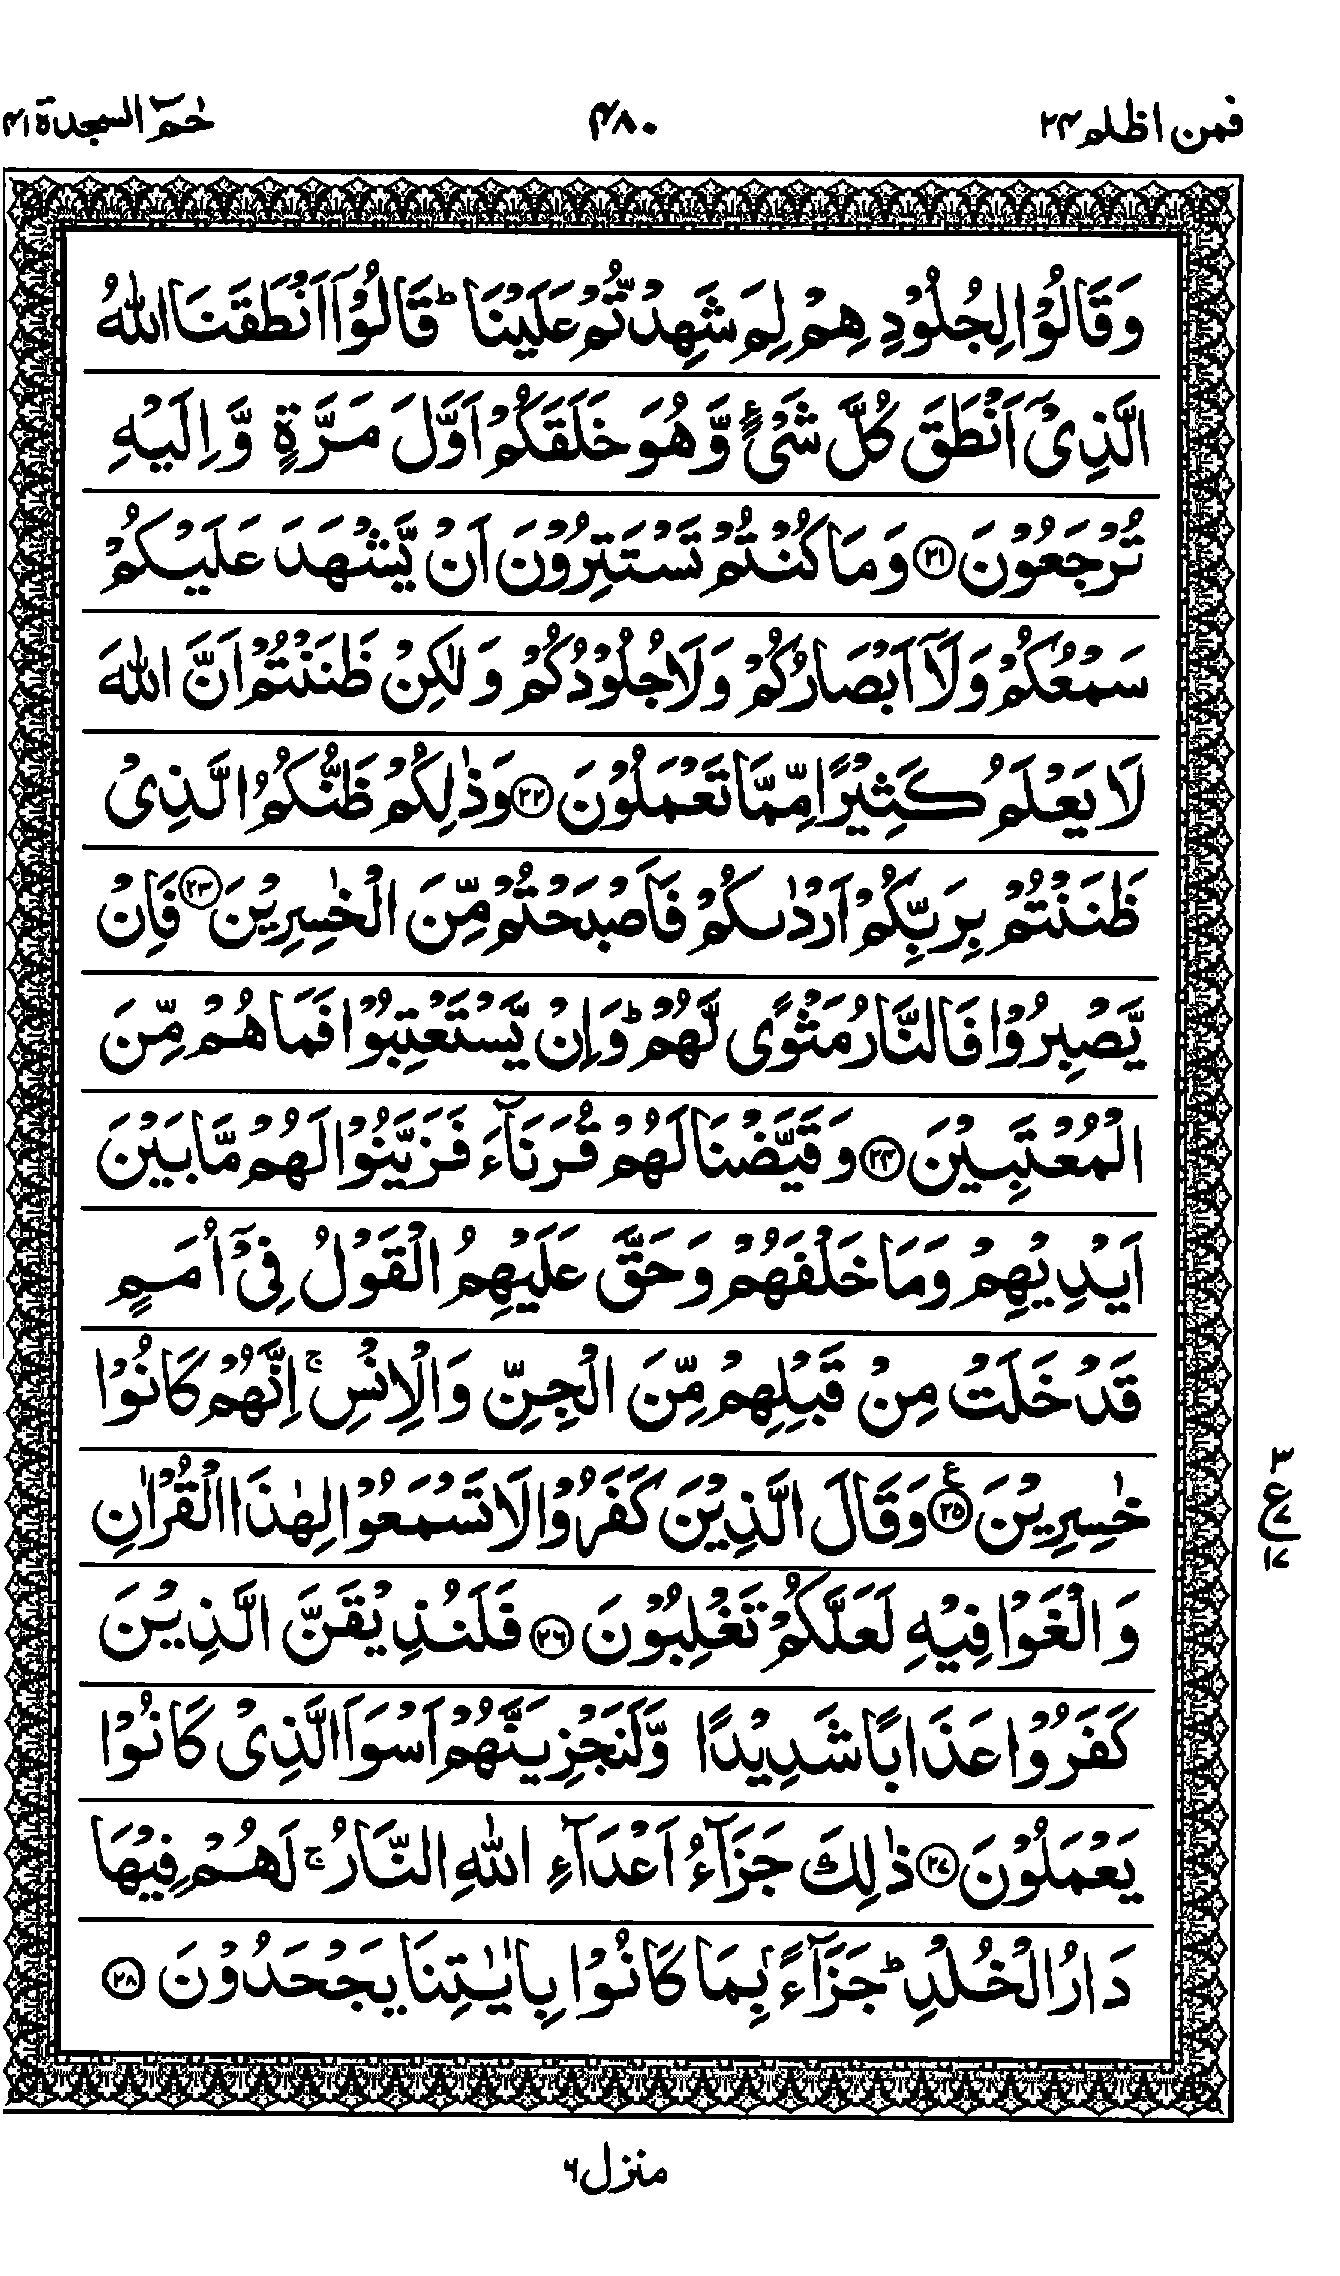 فمن اظلم ۲۴
۴۸۰
حٰمٓ السجدة ۴۱
وَقَالُوْا لِجُلُوْدِهِمْ لِمَ شَهِدْتُّمْ عَلَيْنَا ؕ قَالُوْۤا اَنْطَقَنَا اللّٰهُ
الَّذِیْۤ اَنْطَقَ كُلَّ شَیْءٍ وَّهُوَ خَلَقَكُمْ اَوَّلَ مَرَّةٍ وَّاِلَيْهِ
تُرْجَعُوْنَ ﴿۲۱﴾ وَمَا كُنْتُمْ تَسْتَتِرُوْنَ اَنْ يَّشْهَدَ عَلَيْكُمْ
سَمْعُكُمْ وَلَاۤ اَبْصَارُكُمْ وَلَا جُلُوْدُكُمْ وَلٰكِنْ ظَنَنْتُمْ اَنَّ اللّٰهَ
لَا يَعْلَمُ كَثِيْرًا مِّمَّا تَعْمَلُوْنَ ﴿۲۲﴾ وَذٰلِكُمْ ظَنُّكُمُ الَّذِیْ
ظَنَنْتُمْ بِرَبِّكُمْ اَرْدٰىكُمْ فَاَصْبَحْتُمْ مِّنَ الْخٰسِرِيْنَ ﴿۲۳﴾ فَاِنْ
يَّصْبِرُوْا فَالنَّارُ مَثْوًی لَّهُمْ ؕ وَاِنْ يَّسْتَعْتِبُوْا فَمَا هُمْ مِّنَ
الْمُعْتَبِيْنَ ﴿۲۴﴾ وَقَيَّضْنَا لَهُمْ قُرَنَآءَ فَزَيَّنُوْا لَهُمْ مَّا بَيْنَ
اَيْدِيْهِمْ وَمَا خَلْفَهُمْ وَحَقَّ عَلَيْهِمُ الْقَوْلُ فِیْۤ اُمَمٍ
قَدْ خَلَتْ مِنْ قَبْلِهِمْ مِّنَ الْجِنِّ وَالْاِنْسِ ۚ اِنَّهُمْ كَانُوْا
خٰسِرِيْنَ ﴿۲۵﴾ ع وَقَالَ الَّذِيْنَ كَفَرُوْا لَا تَسْمَعُوْا لِهٰذَا الْقُرْاٰنِ
وَالْغَوْا فِيْهِ لَعَلَّكُمْ تَغْلِبُوْنَ ﴿۲۶﴾ فَلَنُذِيْقَنَّ الَّذِيْنَ
كَفَرُوْا عَذَابًا شَدِيْدًا وَّلَنَجْزِيَنَّهُمْ اَسْوَاَ الَّذِیْ كَانُوْا
يَعْمَلُوْنَ ﴿۲۷﴾ ذٰلِكَ جَزَآءُ اَعْدَآءِ اللّٰهِ النَّارُ ۚ لَهُمْ فِيْهَا
دَارُ الْخُلْدِ ؕ جَزَآءًۢ بِمَا كَانُوْا بِاٰيٰتِنَا يَجْحَدُوْنَ ﴿۲۸﴾
۳
ع ۷
۱۷
منزل ۶